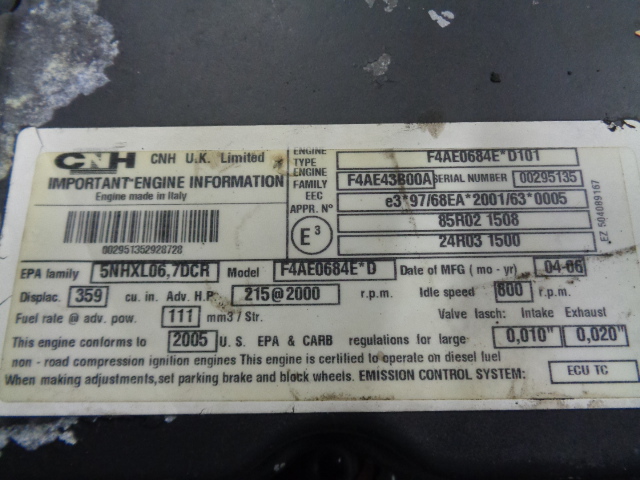 CNH CNH U.K. Limited
IMPORTANT ENGINE INFORMATION
Engine made in Italy
002951352928728
ENGINE TYPE F4AE0684E*D101
ENGINE FAMILY F4AE43B00A SERIAL NUMBER 00295135
EEC APPR. Nº e3*97/68EA*2001/63*0005
E3 85R02 1508
24R03 1500
EZ 504089167
EPA family 5NHXL06,7DCR Model F4AE0684E*D Date of MFG ( mo - yr) 04-06
Displac. 359 cu. in. Adv. H.P. 215@2000 r.p.m. Idle speed 800 r.p.m.
Fuel rate @ adv. pow. 111 mm3 / Str. Valve lasch: Intake Exhaust
This engine conforms to 2005 U.S. EPA & CARB regulations for large 0,010" 0,020"
non - road compression ignition engines This engine is certified to operate on diesel fuel
When making adjustments,set parking brake and block wheels. EMISSION CONTROL SYSTEM: ECU TC